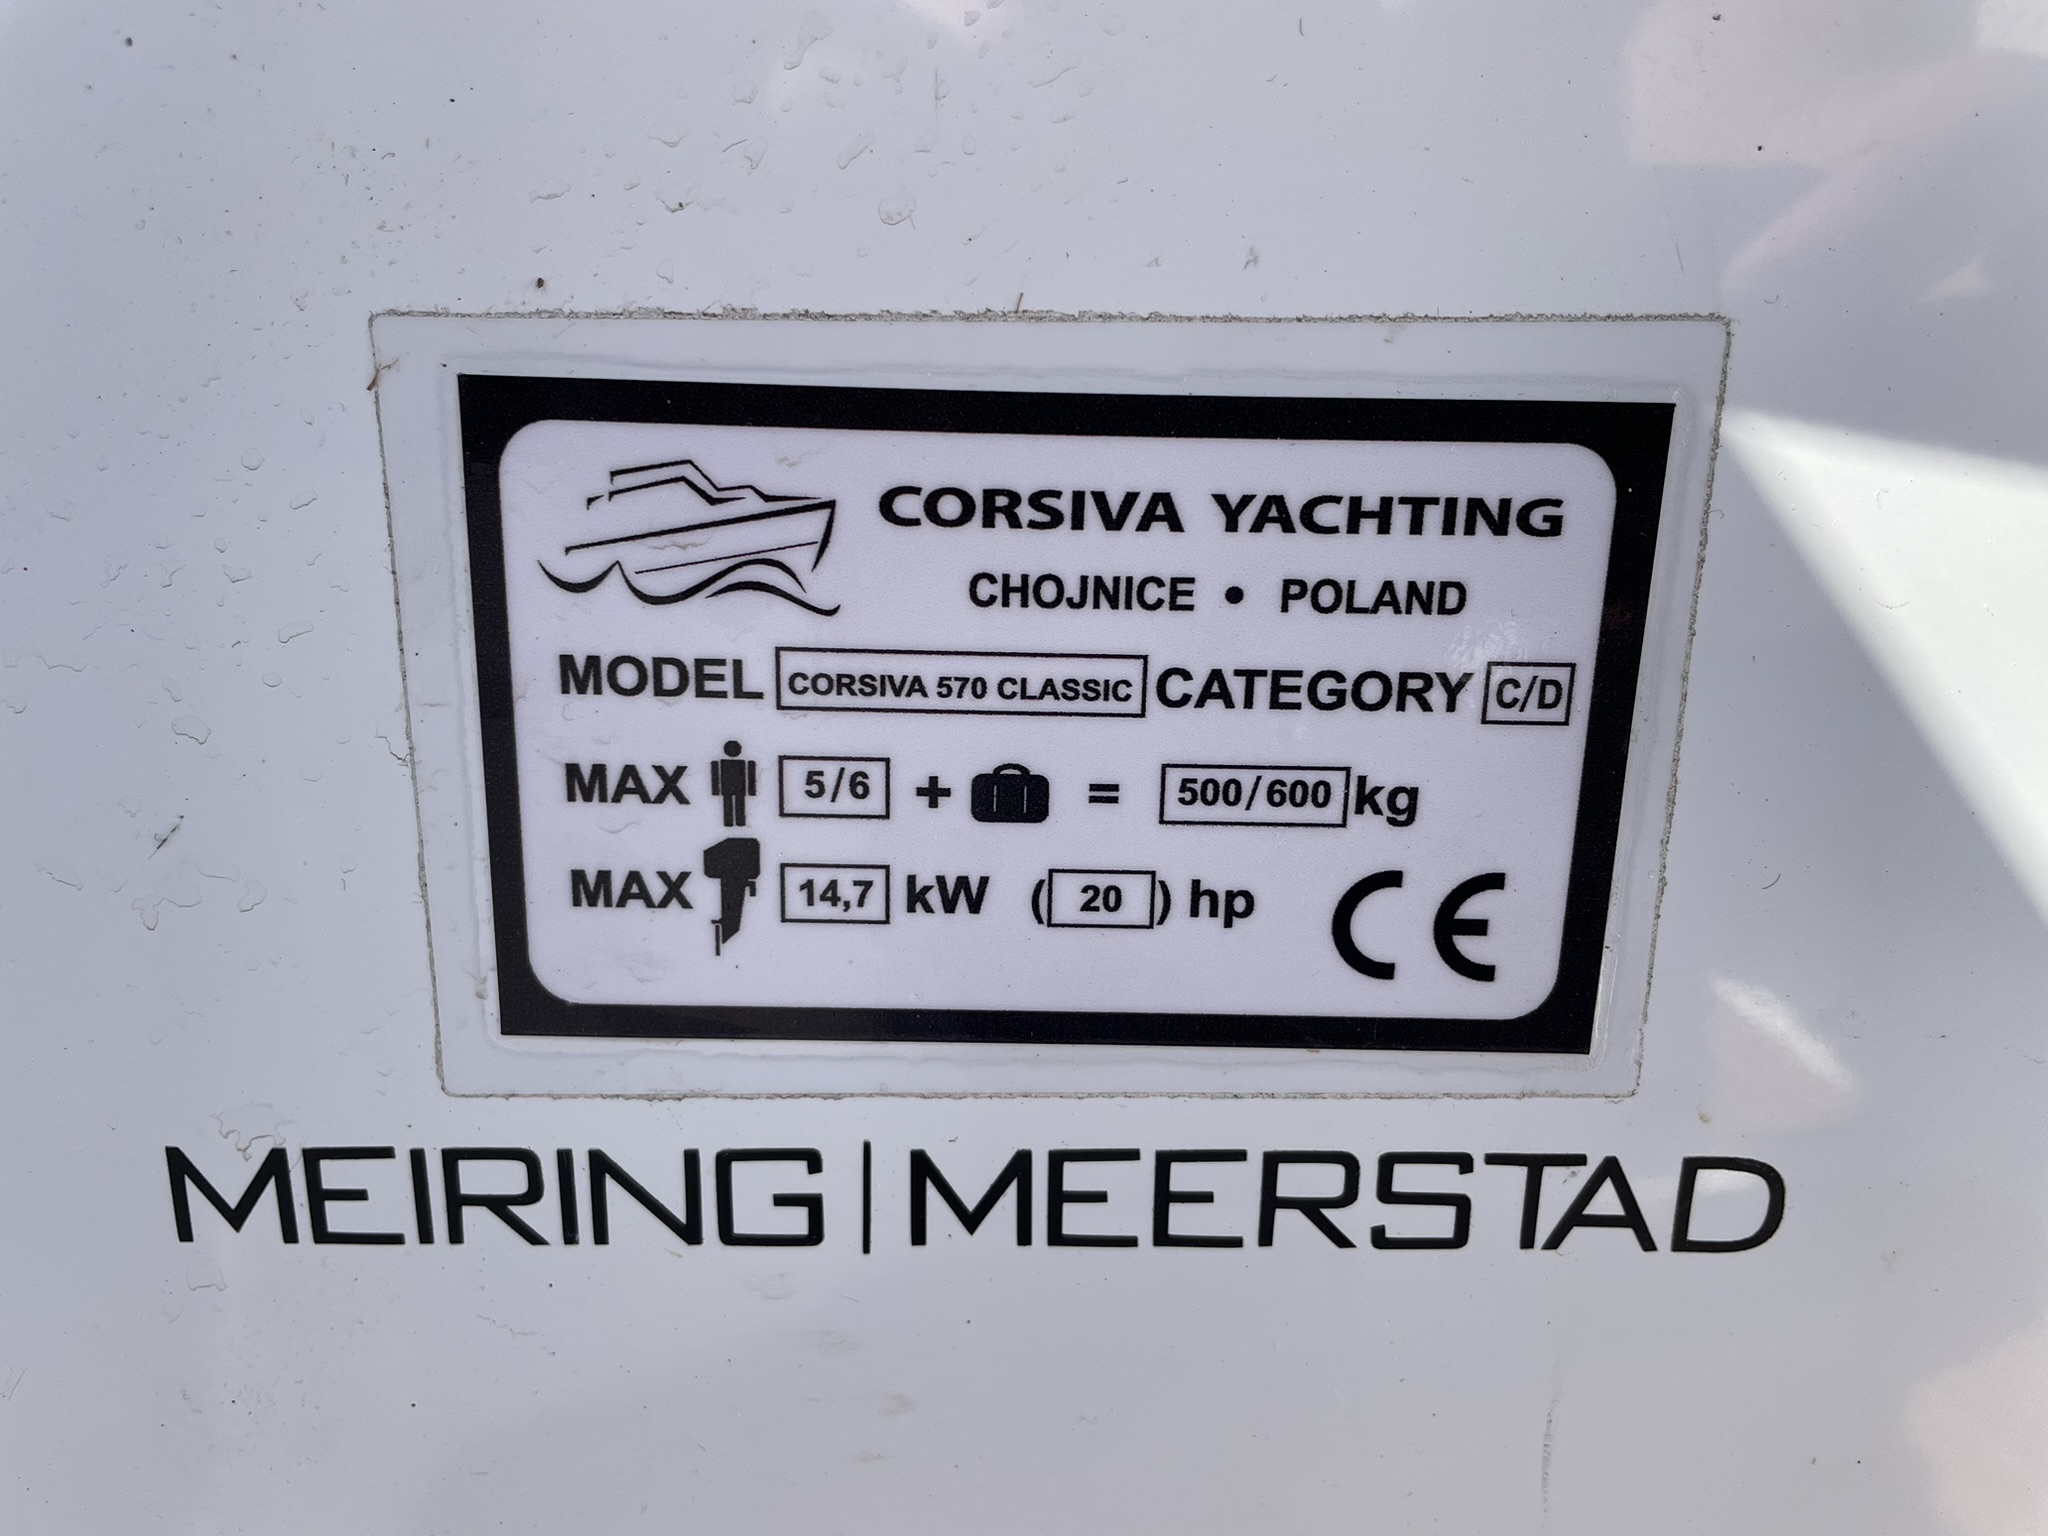 CORSIVA YACHTING
CHOJNICE • POLAND
MODEL CORSIVA 570 CLASSIC CATEGORY C/D
MAX 5/6 + = 500/600 kg
MAX 14,7 kW (20) hp CE
MEIRING|MEERSTAD